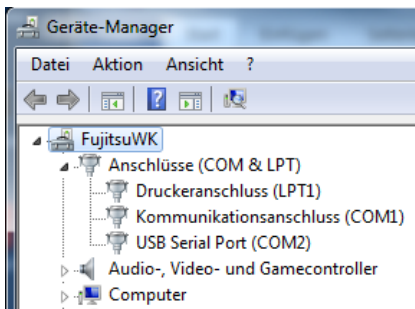 Geräte-Manager
Datei Aktion Ansicht ?
FujitsuWK
Anschlüsse (COM & LPT)
Druckeranschluss (LPT1)
Kommunikationsanschluss (COM1)
USB Serial Port (COM2)
Audio-, Video- und Gamecontroller
Computer